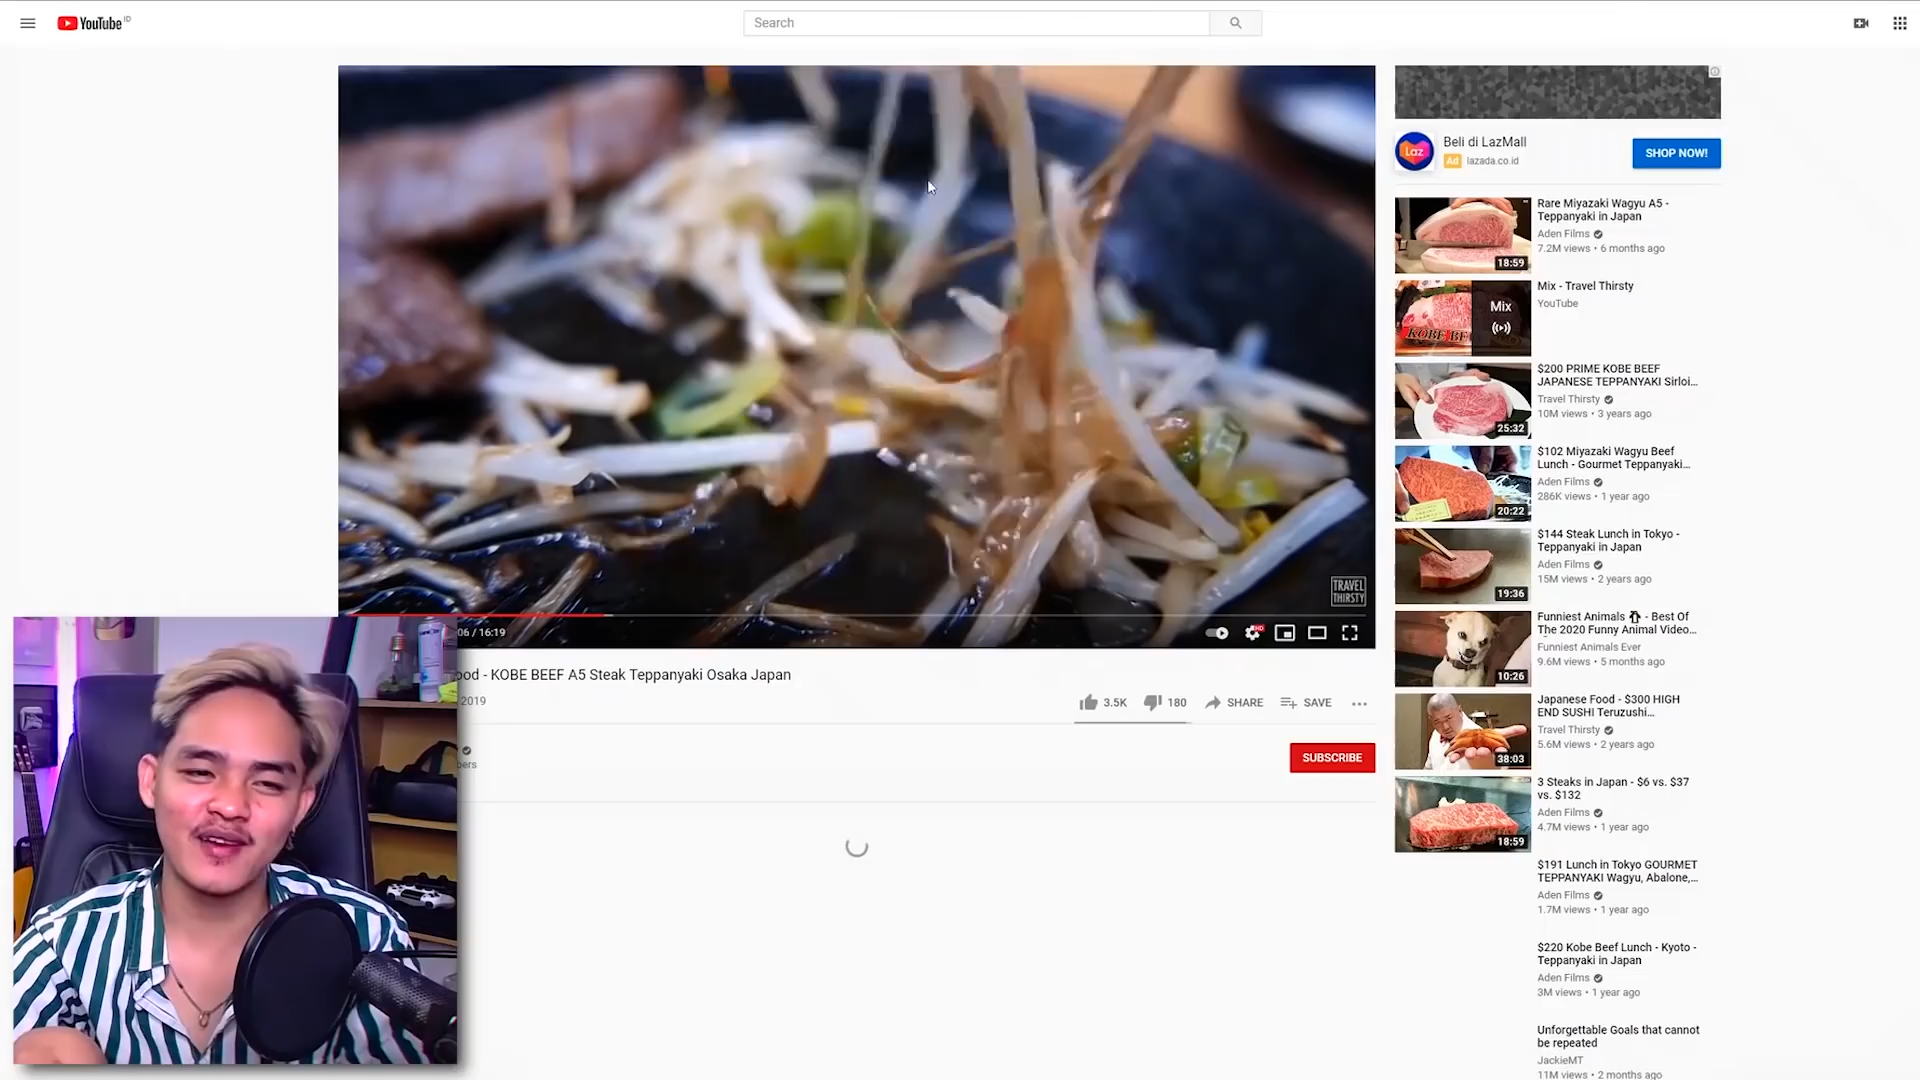 YouTube ID
Search
TRAVEL
THIRSTY
06 / 16:19
HD
ood - KOBE BEEF A5 Steak Teppanyaki Osaka Japan
2019
3.5K
180
SHARE
SAVE
bers
SUBSCRIBE
Laz
Beli di LazMall
Ad lazada.co.id
SHOP NOW!
18:59
Rare Miyazaki Wagyu A5 -
Teppanyaki in Japan
Aden Films
7.2M views • 6 months ago
KOBE BE
Mix
Mix - Travel Thirsty
YouTube
25:32
$200 PRIME KOBE BEEF
JAPANESE TEPPANYAKI Sirloi...
Travel Thirsty
10M views • 3 years ago
20:22
$102 Miyazaki Wagyu Beef
Lunch - Gourmet Teppanyaki...
Aden Films
286K views • 1 year ago
19:36
$144 Steak Lunch in Tokyo -
Teppanyaki in Japan
Aden Films
15M views • 2 years ago
10:26
Funniest Animals 🐧 - Best Of
The 2020 Funny Animal Video...
Funniest Animals Ever
9.6M views • 5 months ago
38:03
Japanese Food - $300 HIGH
END SUSHI Teruzushi...
Travel Thirsty
5.6M views • 2 years ago
18:59
3 Steaks in Japan - $6 vs. $37
vs. $132
Aden Films
4.7M views • 1 year ago
$191 Lunch in Tokyo GOURMET
TEPPANYAKI Wagyu, Abalone,...
Aden Films
1.7M views • 1 year ago
$220 Kobe Beef Lunch - Kyoto -
Teppanyaki in Japan
Aden Films
3M views • 1 year ago
Unforgettable Goals that cannot
be repeated
JackieMT
11M views • 2 months ago